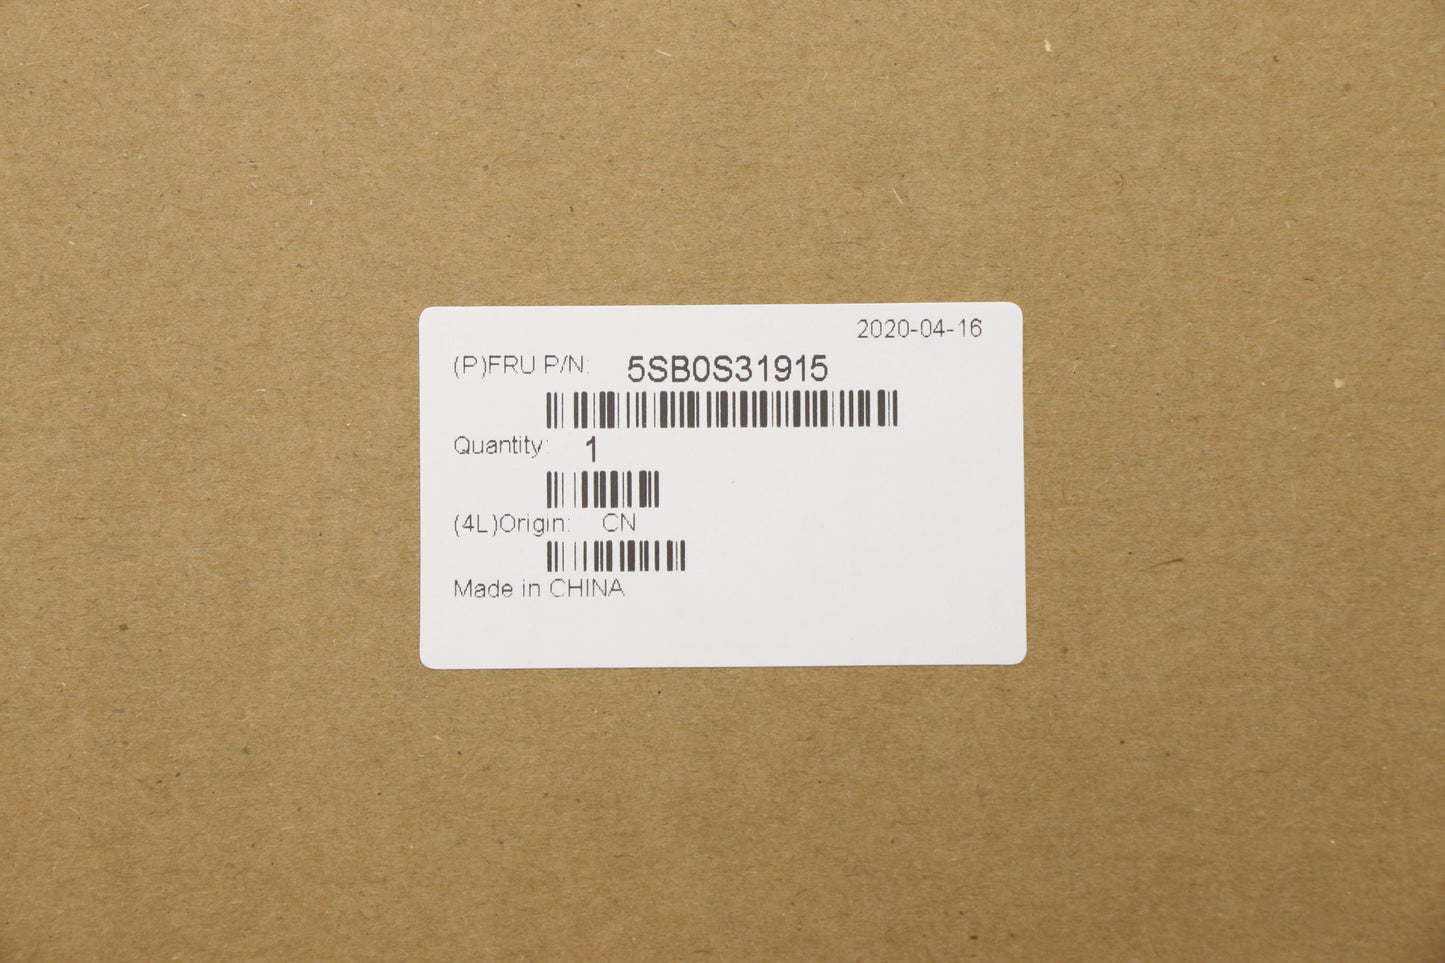 2020-04-16
(P)FRU P/N: 5SB0S31915
Quantity: 1
(4L)Origin: CN
Made in CHINA